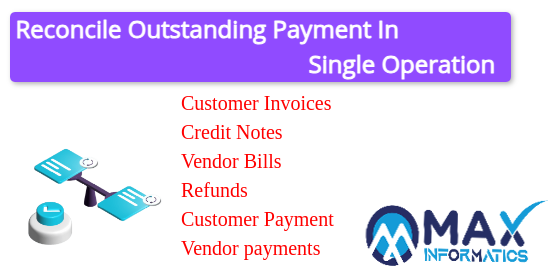 Reconcile Outstanding Payment In
Single Operation
Customer Invoices
Credit Notes
Vendor Bills
Refunds
Customer Payment
Vendor payments
MAX
INFORMATICS